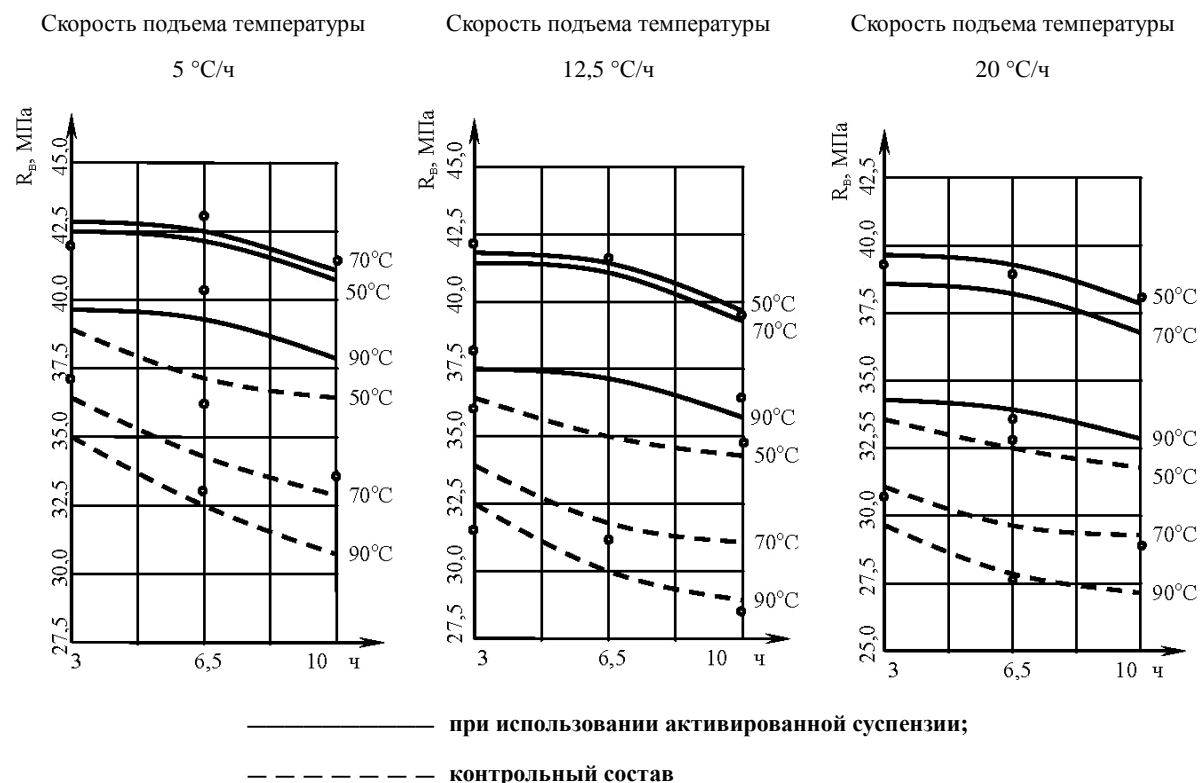 Скорость подъема температуры
5 °С/ч
R_в, МПа
45,0
42,5
40,0
37,5
35,0
32,5
30,0
27,5
70°С
50°С
90°С
50°С
70°С
90°С
3 6,5 10 ч
Скорость подъема температуры
12,5 °С/ч
R_в, МПа
45,0
42,5
40,0
37,5
35,0
32,5
30,0
27,5
50°С
70°С
90°С
50°С
70°С
90°С
3 6,5 10 ч
Скорость подъема температуры
20 °С/ч
R_в, МПа
42,5
40,0
37,5
35,0
32,5
30,0
27,5
25,0
50°С
70°С
90°С
50°С
70°С
90°С
3 6,5 10 ч
при использовании активированной суспензии;
контрольный состав